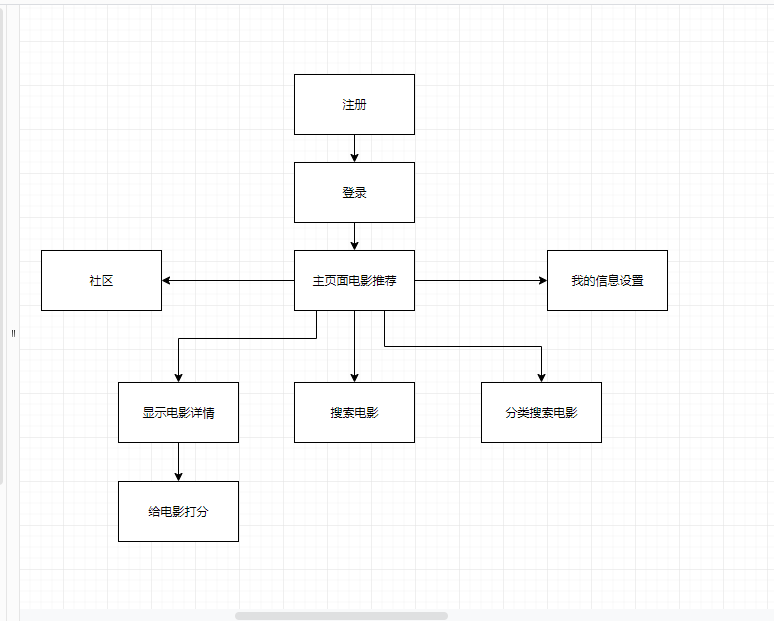 注册
登录
社区
主页面电影推荐
我的信息设置
显示电影详情
搜索电影
分类搜索电影
给电影打分